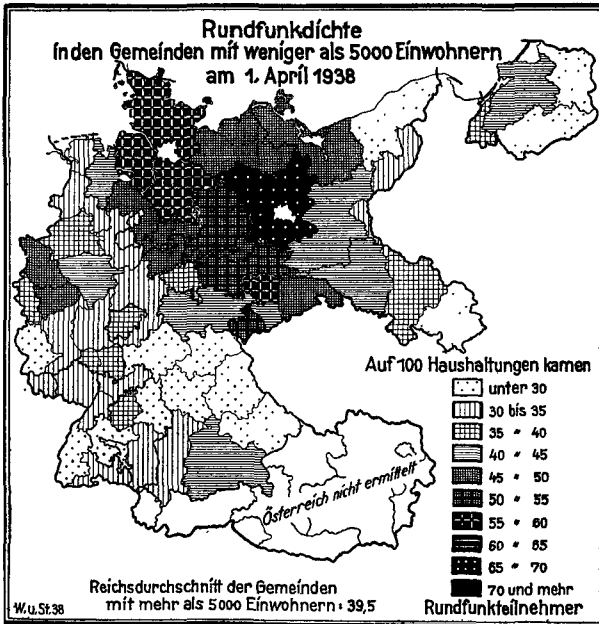 Rundfunkdichte
in den Gemeinden mit weniger als 5000 Einwohnern
am 1. April 1938
Auf 100 Haushaltungen kamen
unter 30
30 bis 35
35 " 40
40 " 45
45 " 50
50 " 55
55 " 60
60 " 65
65 " 70
70 und mehr
Rundfunkteilnehmer
Österreich nicht ermittelt
Reichsdurchschnitt der Gemeinden
mit mehr als 5000 Einwohnern : 39,5
W. u. St. 38